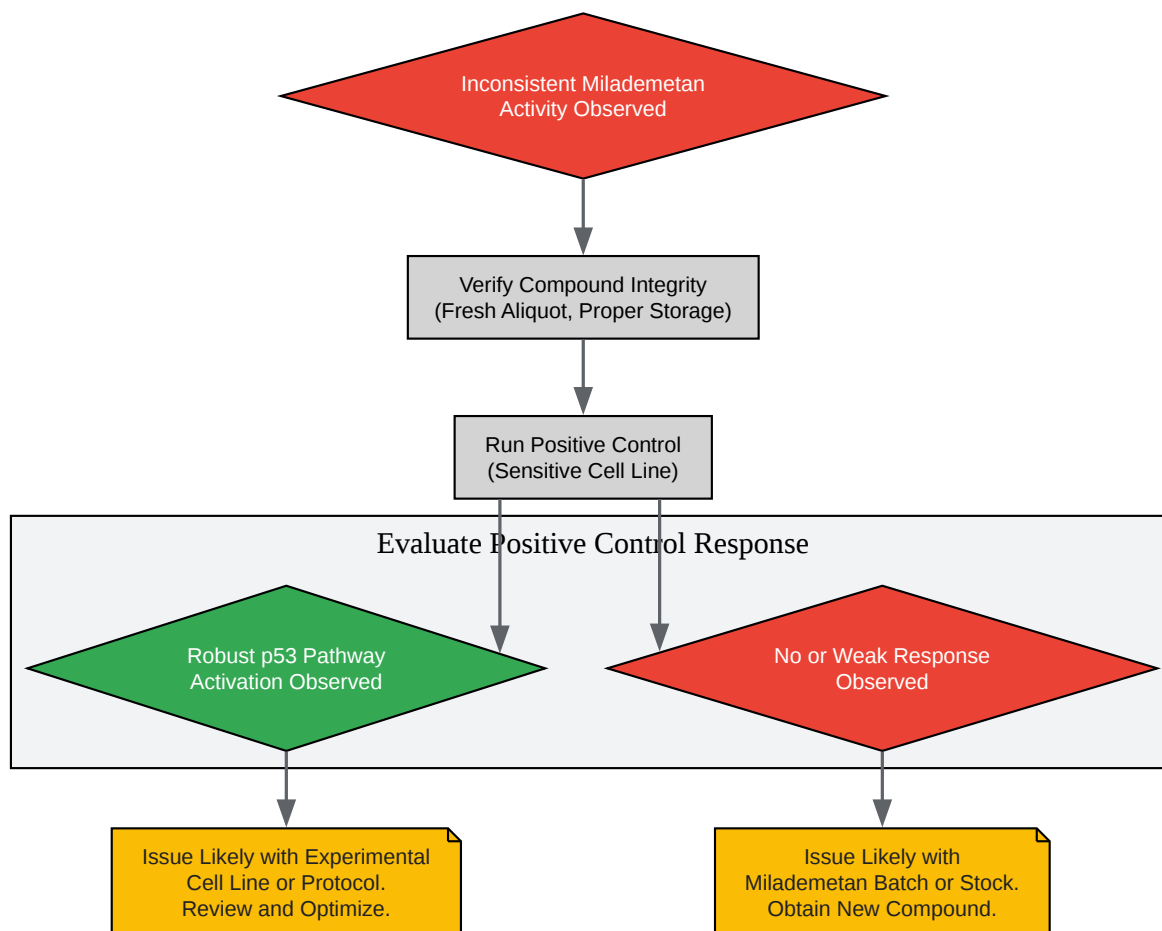 Inconsistent Milademetan
Activity Observed
Verify Compound Integrity
(Fresh Aliquot, Proper Storage)
Run Positive Control
(Sensitive Cell Line)
Evaluate Positive Control Response
Robust p53 Pathway
Activation Observed
No or Weak Response
Observed
Issue Likely with Experimental
Cell Line or Protocol.
Review and Optimize.
Issue Likely with
Milademetan Batch or Stock.
Obtain New Compound.